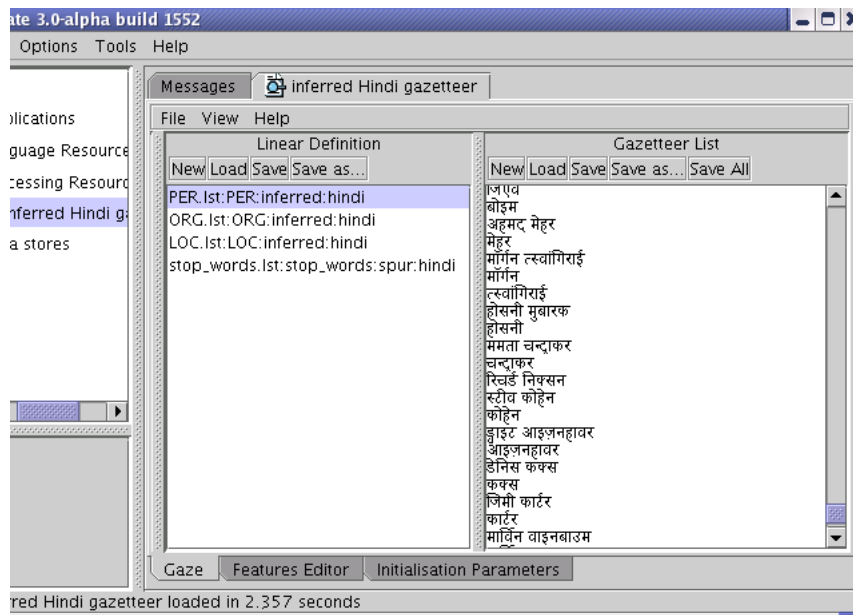 ate 3.0-alpha build 1552
Options Tools Help
Messages inferred Hindi gazetteer
plications
guage Resource
cessing Resourc
nferred Hindi ga
a stores
File View Help
Linear Definition
New Load Save Save as...
PER.lst:PER:inferred:hindi
ORG.lst:ORG:inferred:hindi
LOC.lst:LOC:inferred:hindi
stop_words.lst:stop_words:spur:hindi
Gazetteer List
New Load Save Save as... Save All
बोइम
अहमद मेहर
मेहर
मॉर्गन त्स्वांगिराई
मॉर्गन
त्स्वांगिराई
होसनी मुबारक
होसनी
ममता चन्द्राकर
चन्द्राकर
रिचर्ड निक्सन
स्टीव कोहेन
कोहेन
ड्वाइट आइज़नहावर
आइज़नहावर
डेनिस कक्स
कक्स
जिमी कार्टर
कार्टर
मार्विन वाइनबाउम
Gaze Features Editor Initialisation Parameters
rred Hindi gazetteer loaded in 2.357 seconds